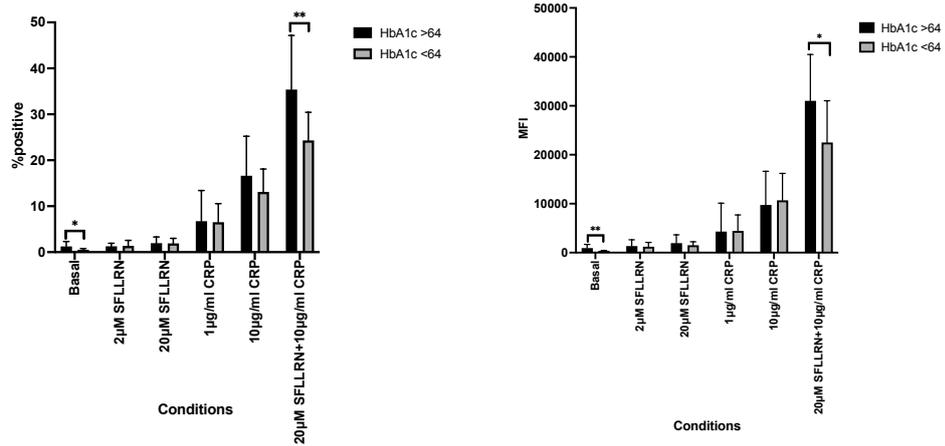 50
40
30
20
10
0
%positive
**
*
HbA1c >64
HbA1c <64
Basal
2μM SFLLRN
20μM SFLLRN
1μg/ml CRP
10μg/ml CRP
20μM SFLLRN+10μg/ml CRP
Conditions
50000
40000
30000
20000
10000
0
MFI
*
**
HbA1c >64
HbA1c <64
Basal
2μM SFLLRN
20μM SFLLRN
1μg/ml CRP
10μg/ml CRP
20μM SFLLRN+10μg/ml CRP
Conditions